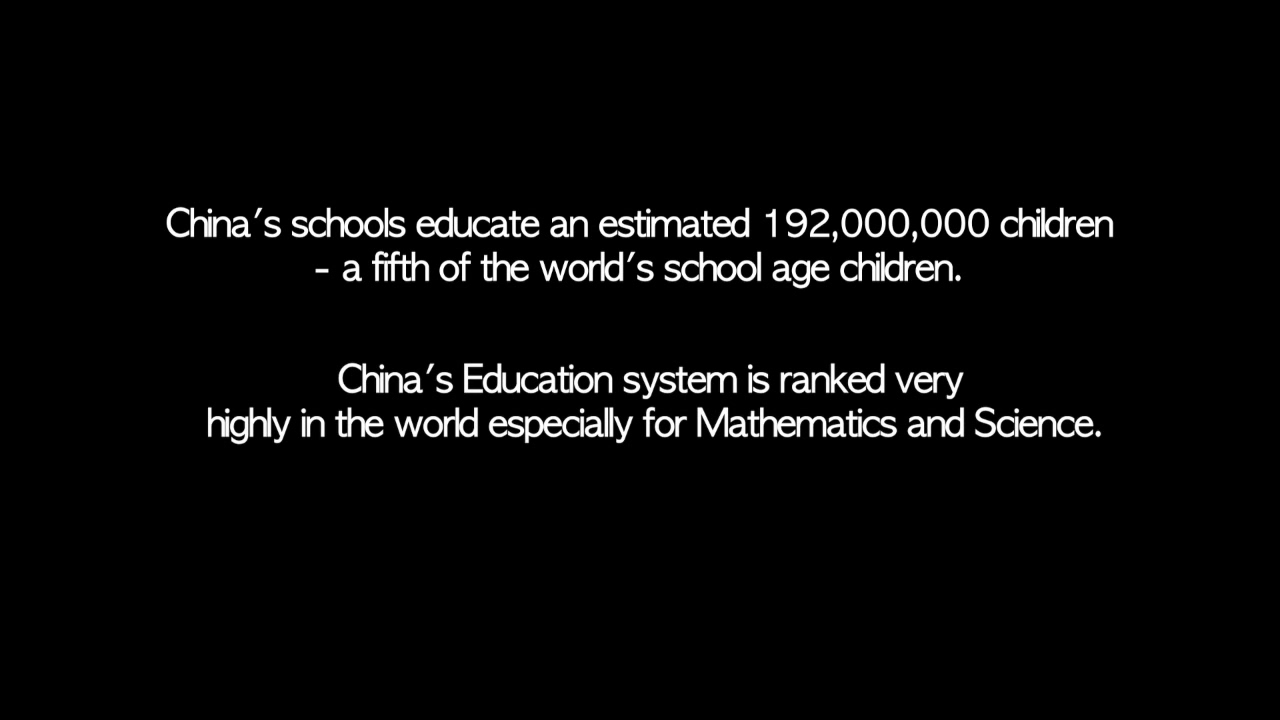 China's schools educate an estimated 192,000,000 children
- a fifth of the world's school age children.
China's Education system is ranked very
highly in the world especially for Mathematics and Science.